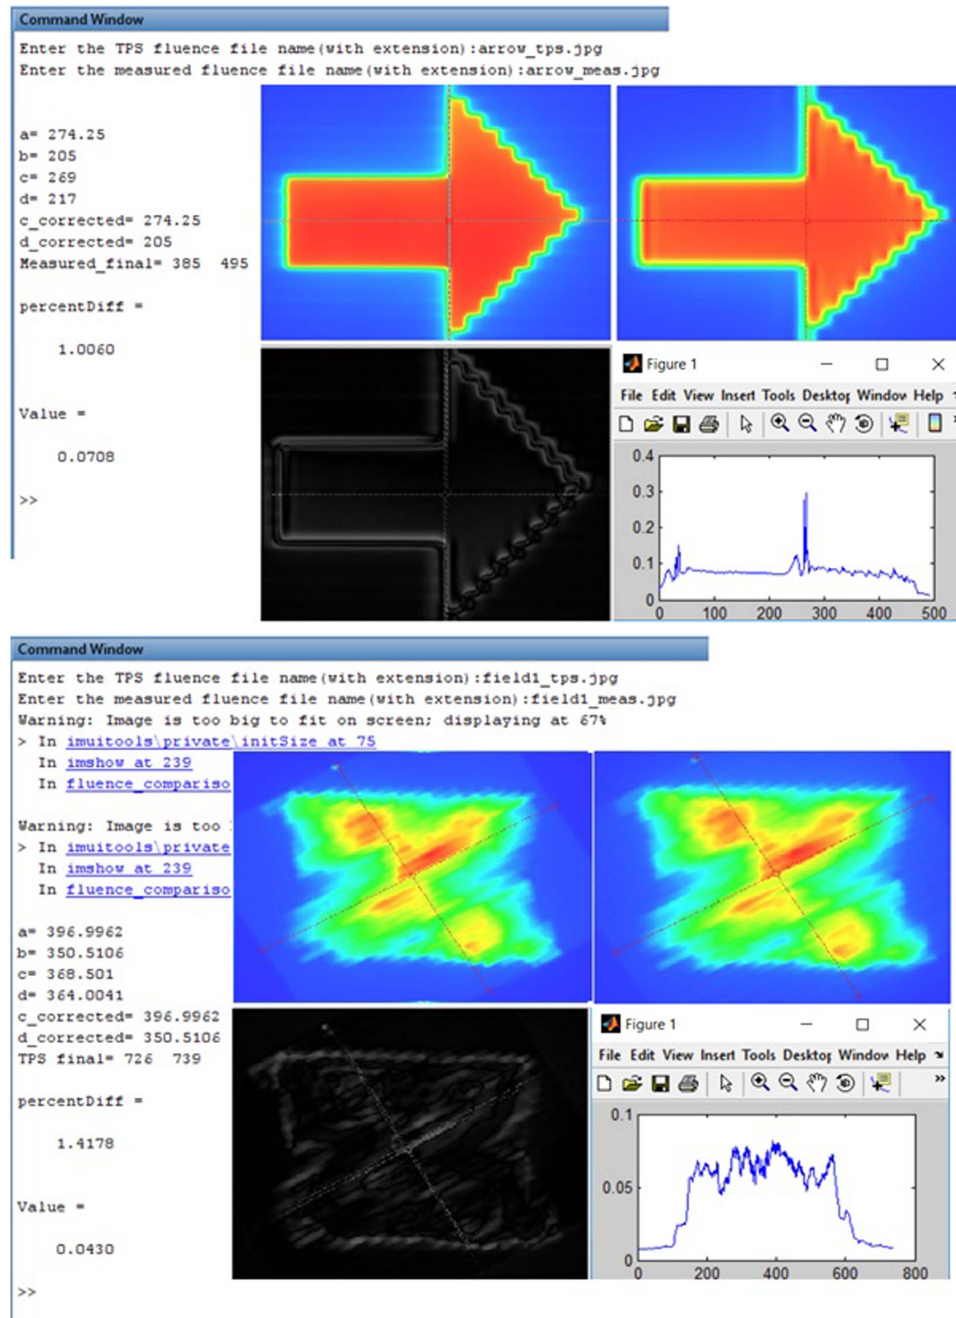 Command Window
Enter the TPS fluence file name(with extension):arrow_tps.jpg
Enter the measured fluence file name(with extension):arrow_meas.jpg
a= 274.25
b= 205
c= 269
d= 217
c_corrected= 274.25
d_corrected= 205
Measured_final= 385 495
percentDiff =
1.0060
Value =
0.0708
>>
Figure 1
File Edit View Insert Tools Desktop Window Help
0.4
0.3
0.2
0.1
0
0 100 200 300 400 500
Command Window
Enter the TPS fluence file name(with extension):field1_tps.jpg
Enter the measured fluence file name(with extension):field1_meas.jpg
Warning: Image is too big to fit on screen; displaying at 67%
> In imuitools\private\initSize at 75
In imshow at 239
In fluence_compariso
Warning: Image is too
> In imuitools\private
In imshow at 239
In fluence_compariso
a= 396.9962
b= 350.5106
c= 368.501
d= 364.0041
c_corrected= 396.9962
d_corrected= 350.5106
TPS final= 726 739
percentDiff =
1.4178
Value =
0.0430
>>
Figure 1
File Edit View Insert Tools Desktop Window Help
0.1
0.05
0
0 200 400 600 800